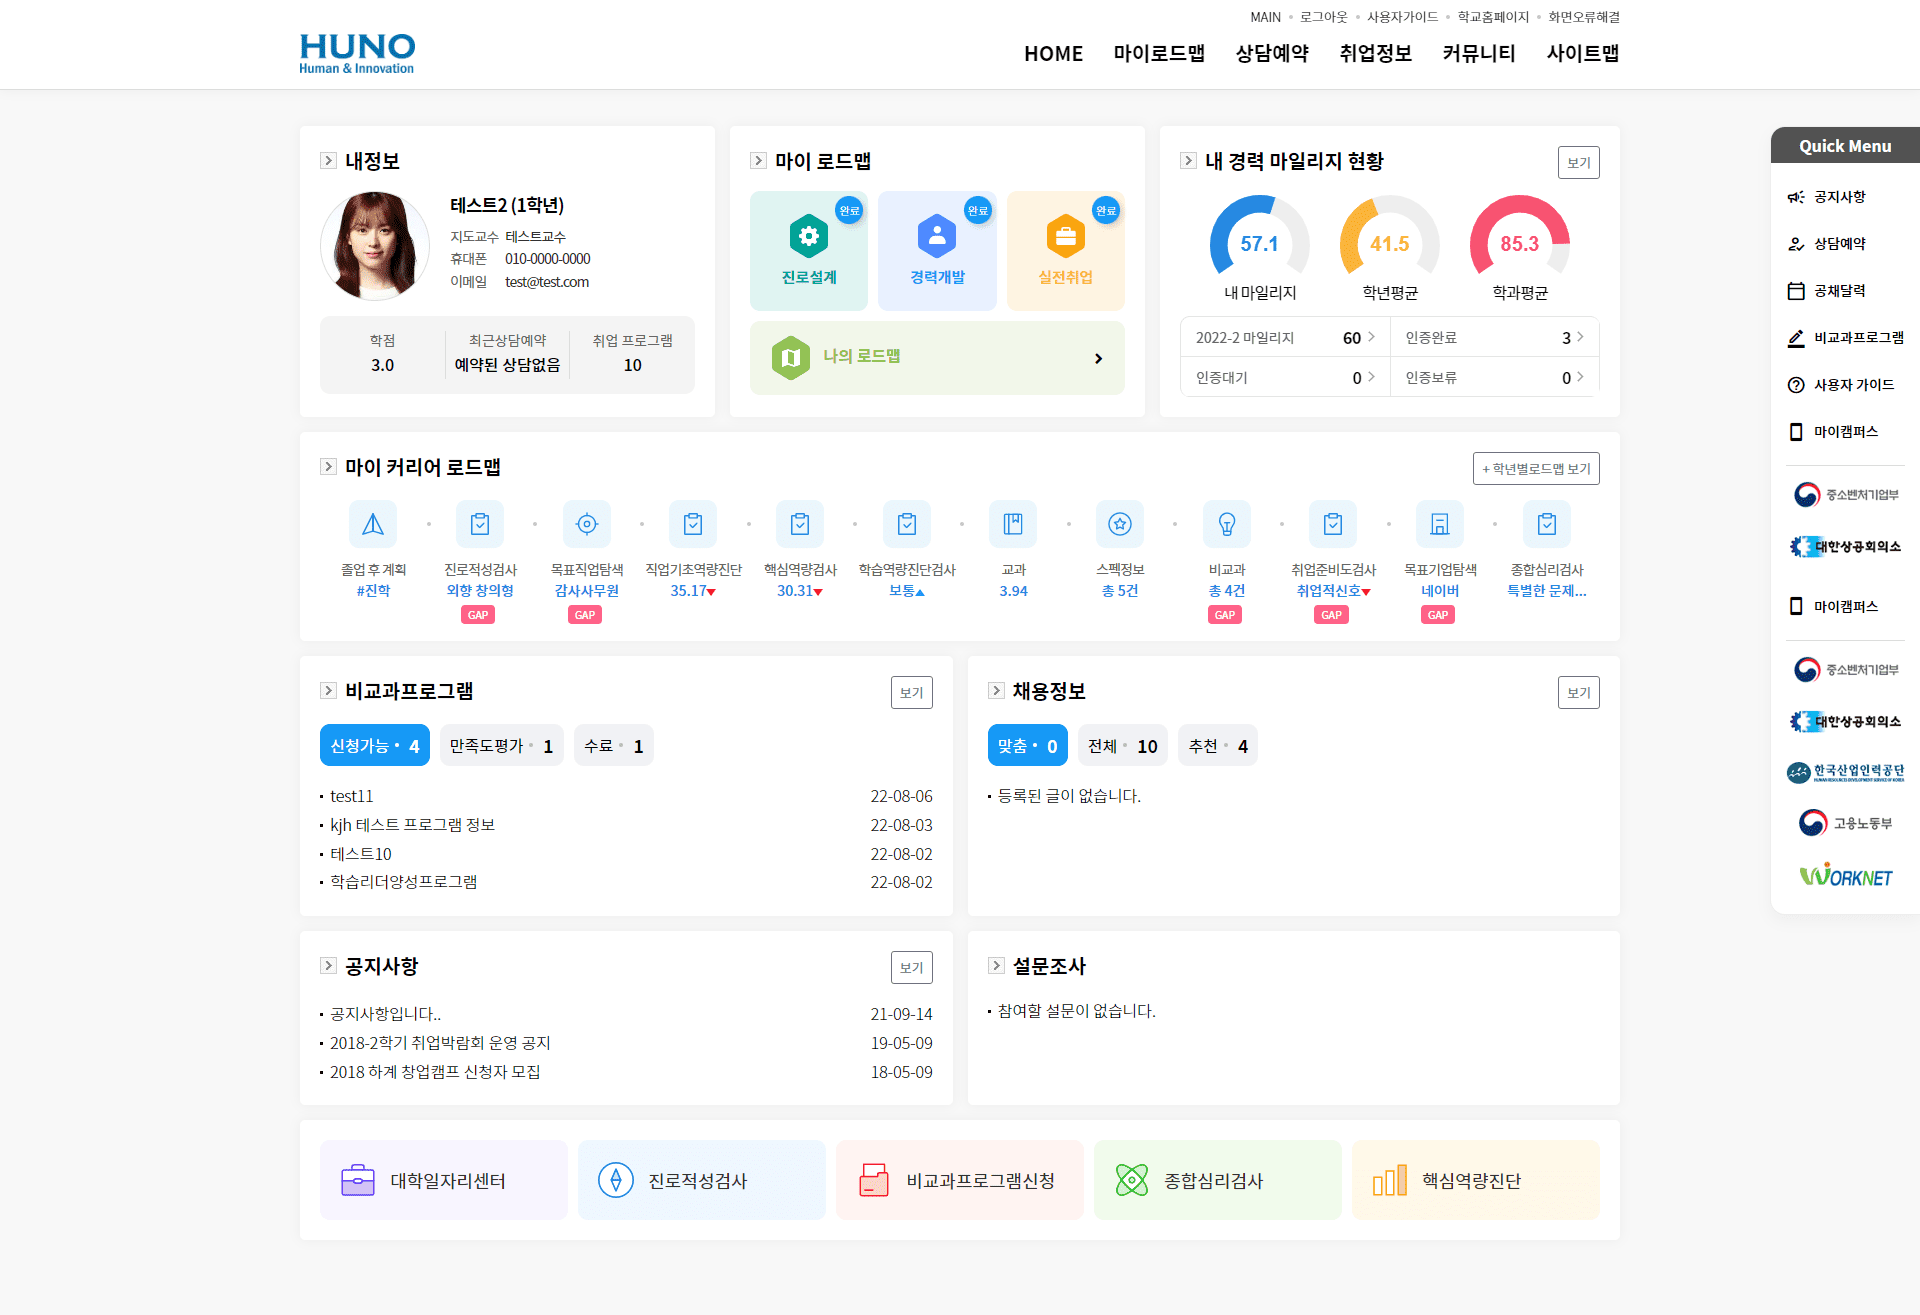 MAIN • 로그아웃 • 사용자가이드 • 학교홈페이지 • 화면오류해결
HUNO
Human & Innovation
HOME 마이로드맵 상담예약 취업정보 커뮤니티 사이트맵
내정보
테스트2 (1학년)
지도교수 테스트교수
휴대폰 010-0000-0000
이메일 test@test.com
학점 최근상담예약 취업 프로그램
3.0 예약된 상담없음 10
마이 로드맵
완료 완료 완료
진로설계 경력개발 실전취업
나의 로드맵
내 경력 마일리지 현황 보기
57.1 41.5 85.3
내 마일리지 학년평균 학과평균
2022-2 마일리지 60 인증완료 3
인증대기 0 인증보류 0
마이 커리어 로드맵 + 학년별로드맵 보기
졸업 후 계획 진로적성검사 목표직업탐색 직업기초역량진단 핵심역량검사 학습역량진단검사 교과 스펙정보 비교과 취업준비도검사 목표기업탐색 종합심리검사
#진학 외향 창의형 감사사무원 35.17▼ 30.31▼ 보통▲ 3.94 총 5건 총 4건 취업적신호▼ 네이버 특별한 문제...
GAP GAP GAP GAP GAP
비교과프로그램 보기
신청가능 • 4 만족도평가 • 1 수료 • 1
· test11 22-08-06
· kjh 테스트 프로그램 정보 22-08-03
· 테스트10 22-08-02
· 학습리더양성프로그램 22-08-02
채용정보 보기
맞춤 • 0 전체 • 10 추천 • 4
· 등록된 글이 없습니다.
공지사항 보기
· 공지사항입니다.. 21-09-14
· 2018-2학기 취업박람회 운영 공지 19-05-09
· 2018 하계 창업캠프 신청자 모집 18-05-09
설문조사
· 참여할 설문이 없습니다.
대학일자리센터 진로적성검사 비교과프로그램신청 종합심리검사 핵심역량진단
Quick Menu
공지사항
상담예약
공채달력
비교과프로그램
사용자 가이드
마이캠퍼스
중소벤처기업부
대한상공회의소
마이캠퍼스
중소벤처기업부
대한상공회의소
한국산업인력공단
HUMAN RESOURCES DEVELOPMENT SERVICE OF KOREA
고용노동부
WORKNET